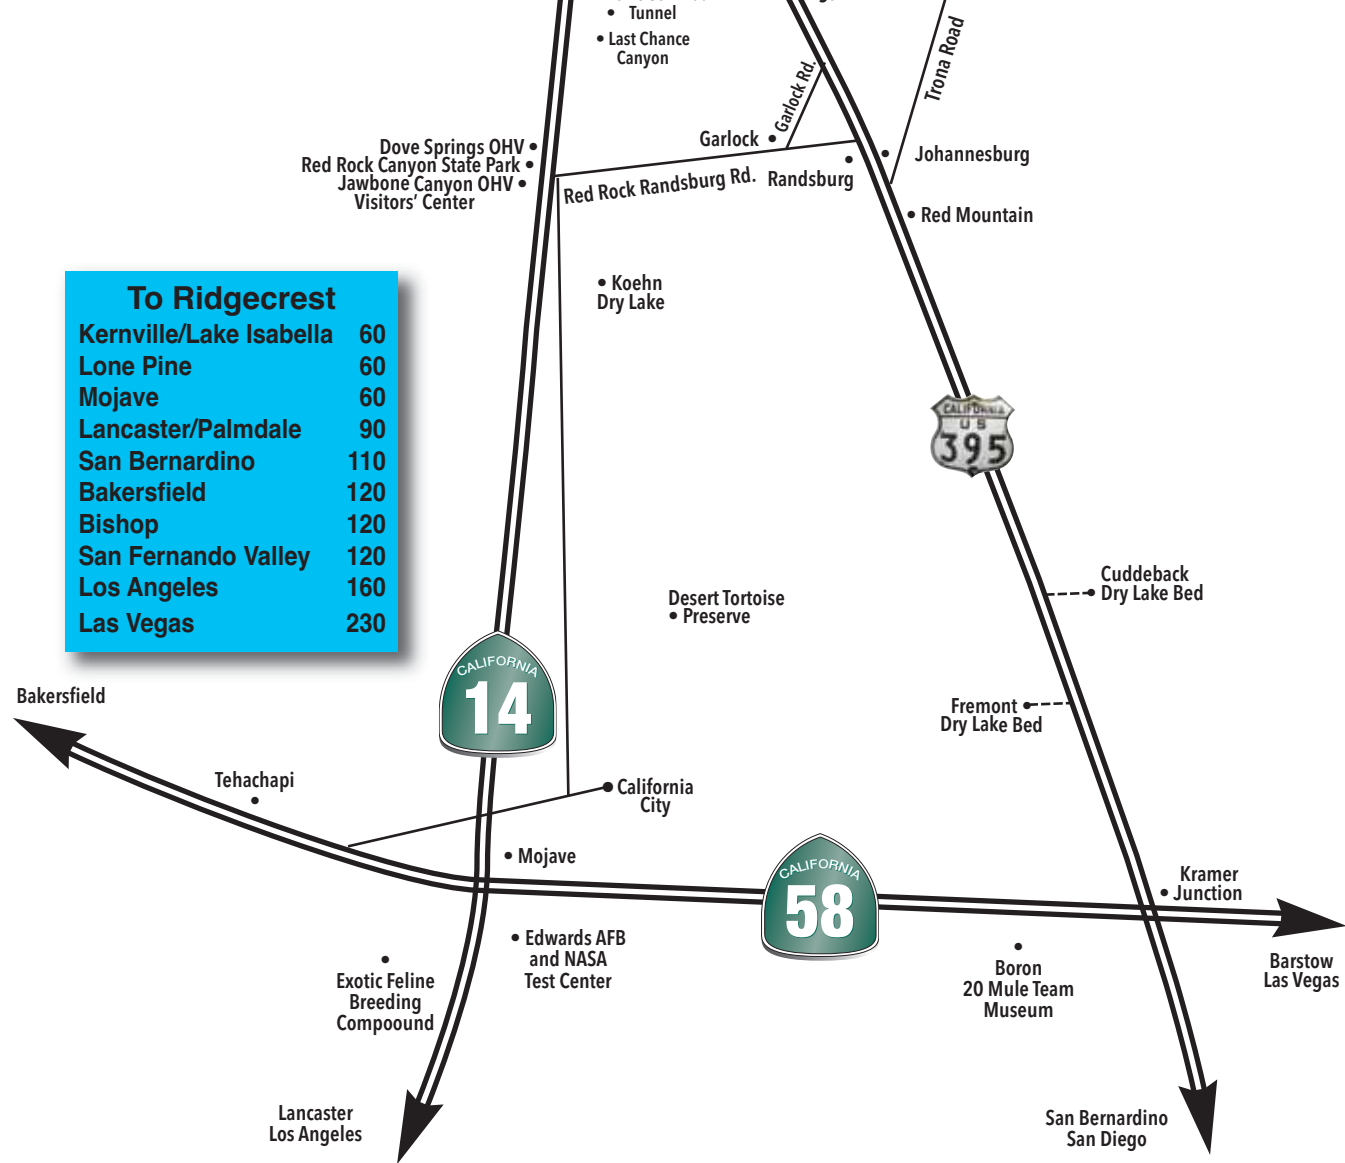 Tunnel
Last Chance
Canyon
Garlock Rd.
Trona Road
Dove Springs OHV
Red Rock Canyon State Park
Jawbone Canyon OHV
Visitors' Center
Garlock
Johannesburg
Red Rock Randsburg Rd.
Randsburg
Red Mountain
Koehn
Dry Lake
To Ridgecrest
Kernville/Lake Isabella 60
Lone Pine 60
Mojave 60
Lancaster/Palmdale 90
San Bernardino 110
Bakersfield 120
Bishop 120
San Fernando Valley 120
Los Angeles 160
Las Vegas 230
CALIFORNIA
US
395
Cuddeback
Dry Lake Bed
Desert Tortoise
Preserve
CALIFORNIA
14
Bakersfield
Fremont
Dry Lake Bed
Tehachapi
California
City
Mojave
CALIFORNIA
58
Kramer
Junction
Edwards AFB
and NASA
Test Center
Exotic Feline
Breeding
Compoound
Boron
20 Mule Team
Museum
Barstow
Las Vegas
Lancaster
Los Angeles
San Bernardino
San Diego